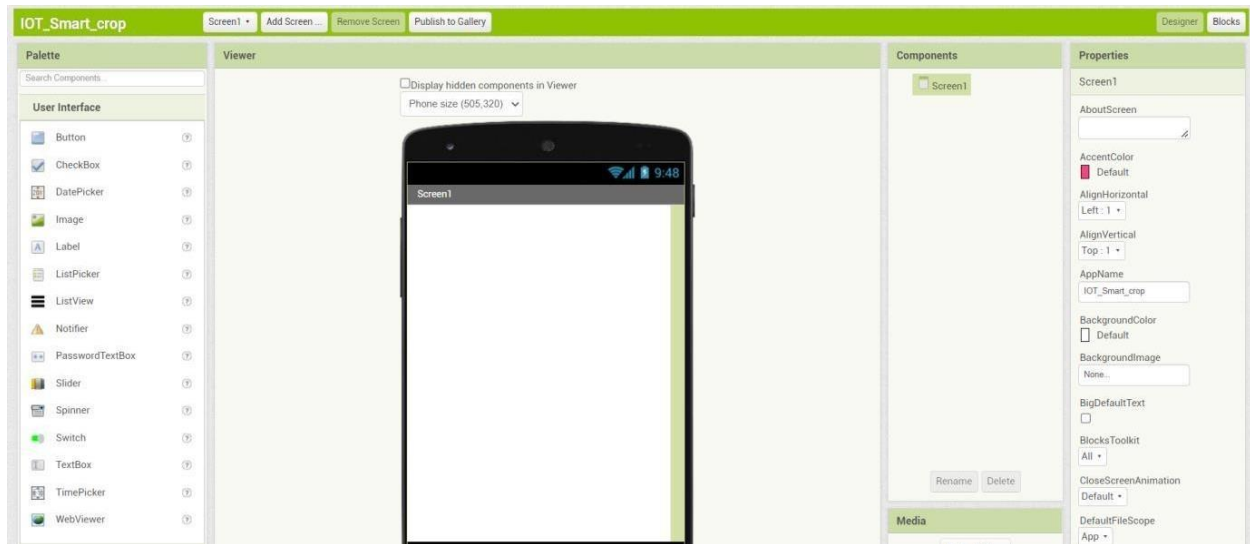 IOT_Smart_crop
Screen1
Add Screen ...
Remove Screen
Publish to Gallery
Designer
Blocks
Palette
Search Components...
User Interface
Button
CheckBox
DatePicker
Image
Label
ListPicker
ListView
Notifier
PasswordTextBox
Slider
Spinner
Switch
TextBox
TimePicker
WebViewer
Viewer
Display hidden components in Viewer
Phone size (505,320)
9:48
Screen1
Components
Screen1
Rename
Delete
Media
Properties
Screen1
AboutScreen
AccentColor
Default
AlignHorizontal
Left : 1
AlignVertical
Top : 1
AppName
IOT_Smart_crop
BackgroundColor
Default
BackgroundImage
None...
BigDefaultText
BlocksToolkit
All
CloseScreenAnimation
Default
DefaultFileScope
App